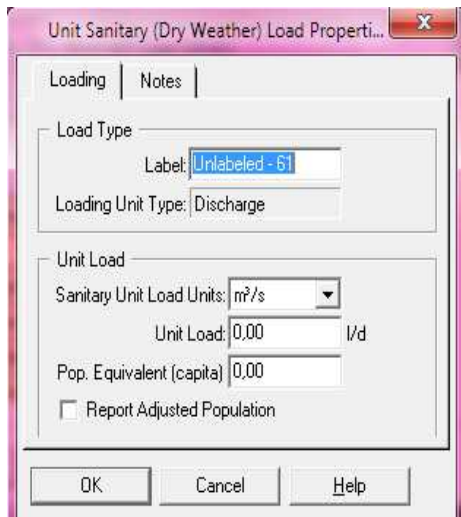 Unit Sanitary (Dry Weather) Load Properti...
Loading Notes
Load Type
Label: Unlabeled - 61
Loading Unit Type: Discharge
Unit Load
Sanitary Unit Load Units: m³/s
Unit Load: 0,00 l/d
Pop. Equivalent (capita) 0,00
Report Adjusted Population
OK Cancel Help